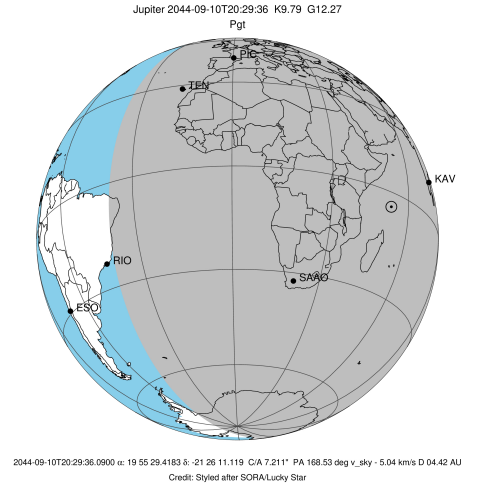 Jupiter 2044-09-10T20:29:36 K9.79 G12.27
Pgt
PIC
TEN
KAV
RIO
SAAO
ESO
2044-09-10T20:29:36.0900 α: 19 55 29.4183 δ: -21 26 11.119 C/A 7.211" PA 168.53 deg v_sky - 5.04 km/s D 04.42 AU
Credit: Styled after SORA/Lucky Star